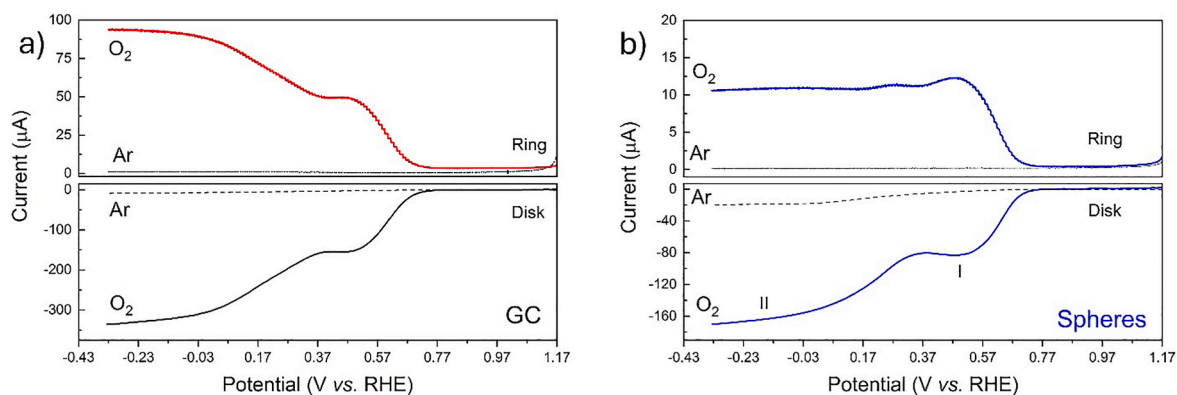 a)
100
75
50
25
0
O2
Ar
Ring
0
-100
-200
-300
Ar
Disk
O2
GC
Current (µA)
-0.43 -0.23 -0.03 0.17 0.37 0.57 0.77 0.97 1.17
Potential (V vs. RHE)
b)
20
15
10
5
0
O2
Ar
Ring
0
-40
-80
-120
-160
Ar
Disk
I
II
O2
Spheres
Current (µA)
-0.43 -0.23 -0.03 0.17 0.37 0.57 0.77 0.97 1.17
Potential (V vs. RHE)